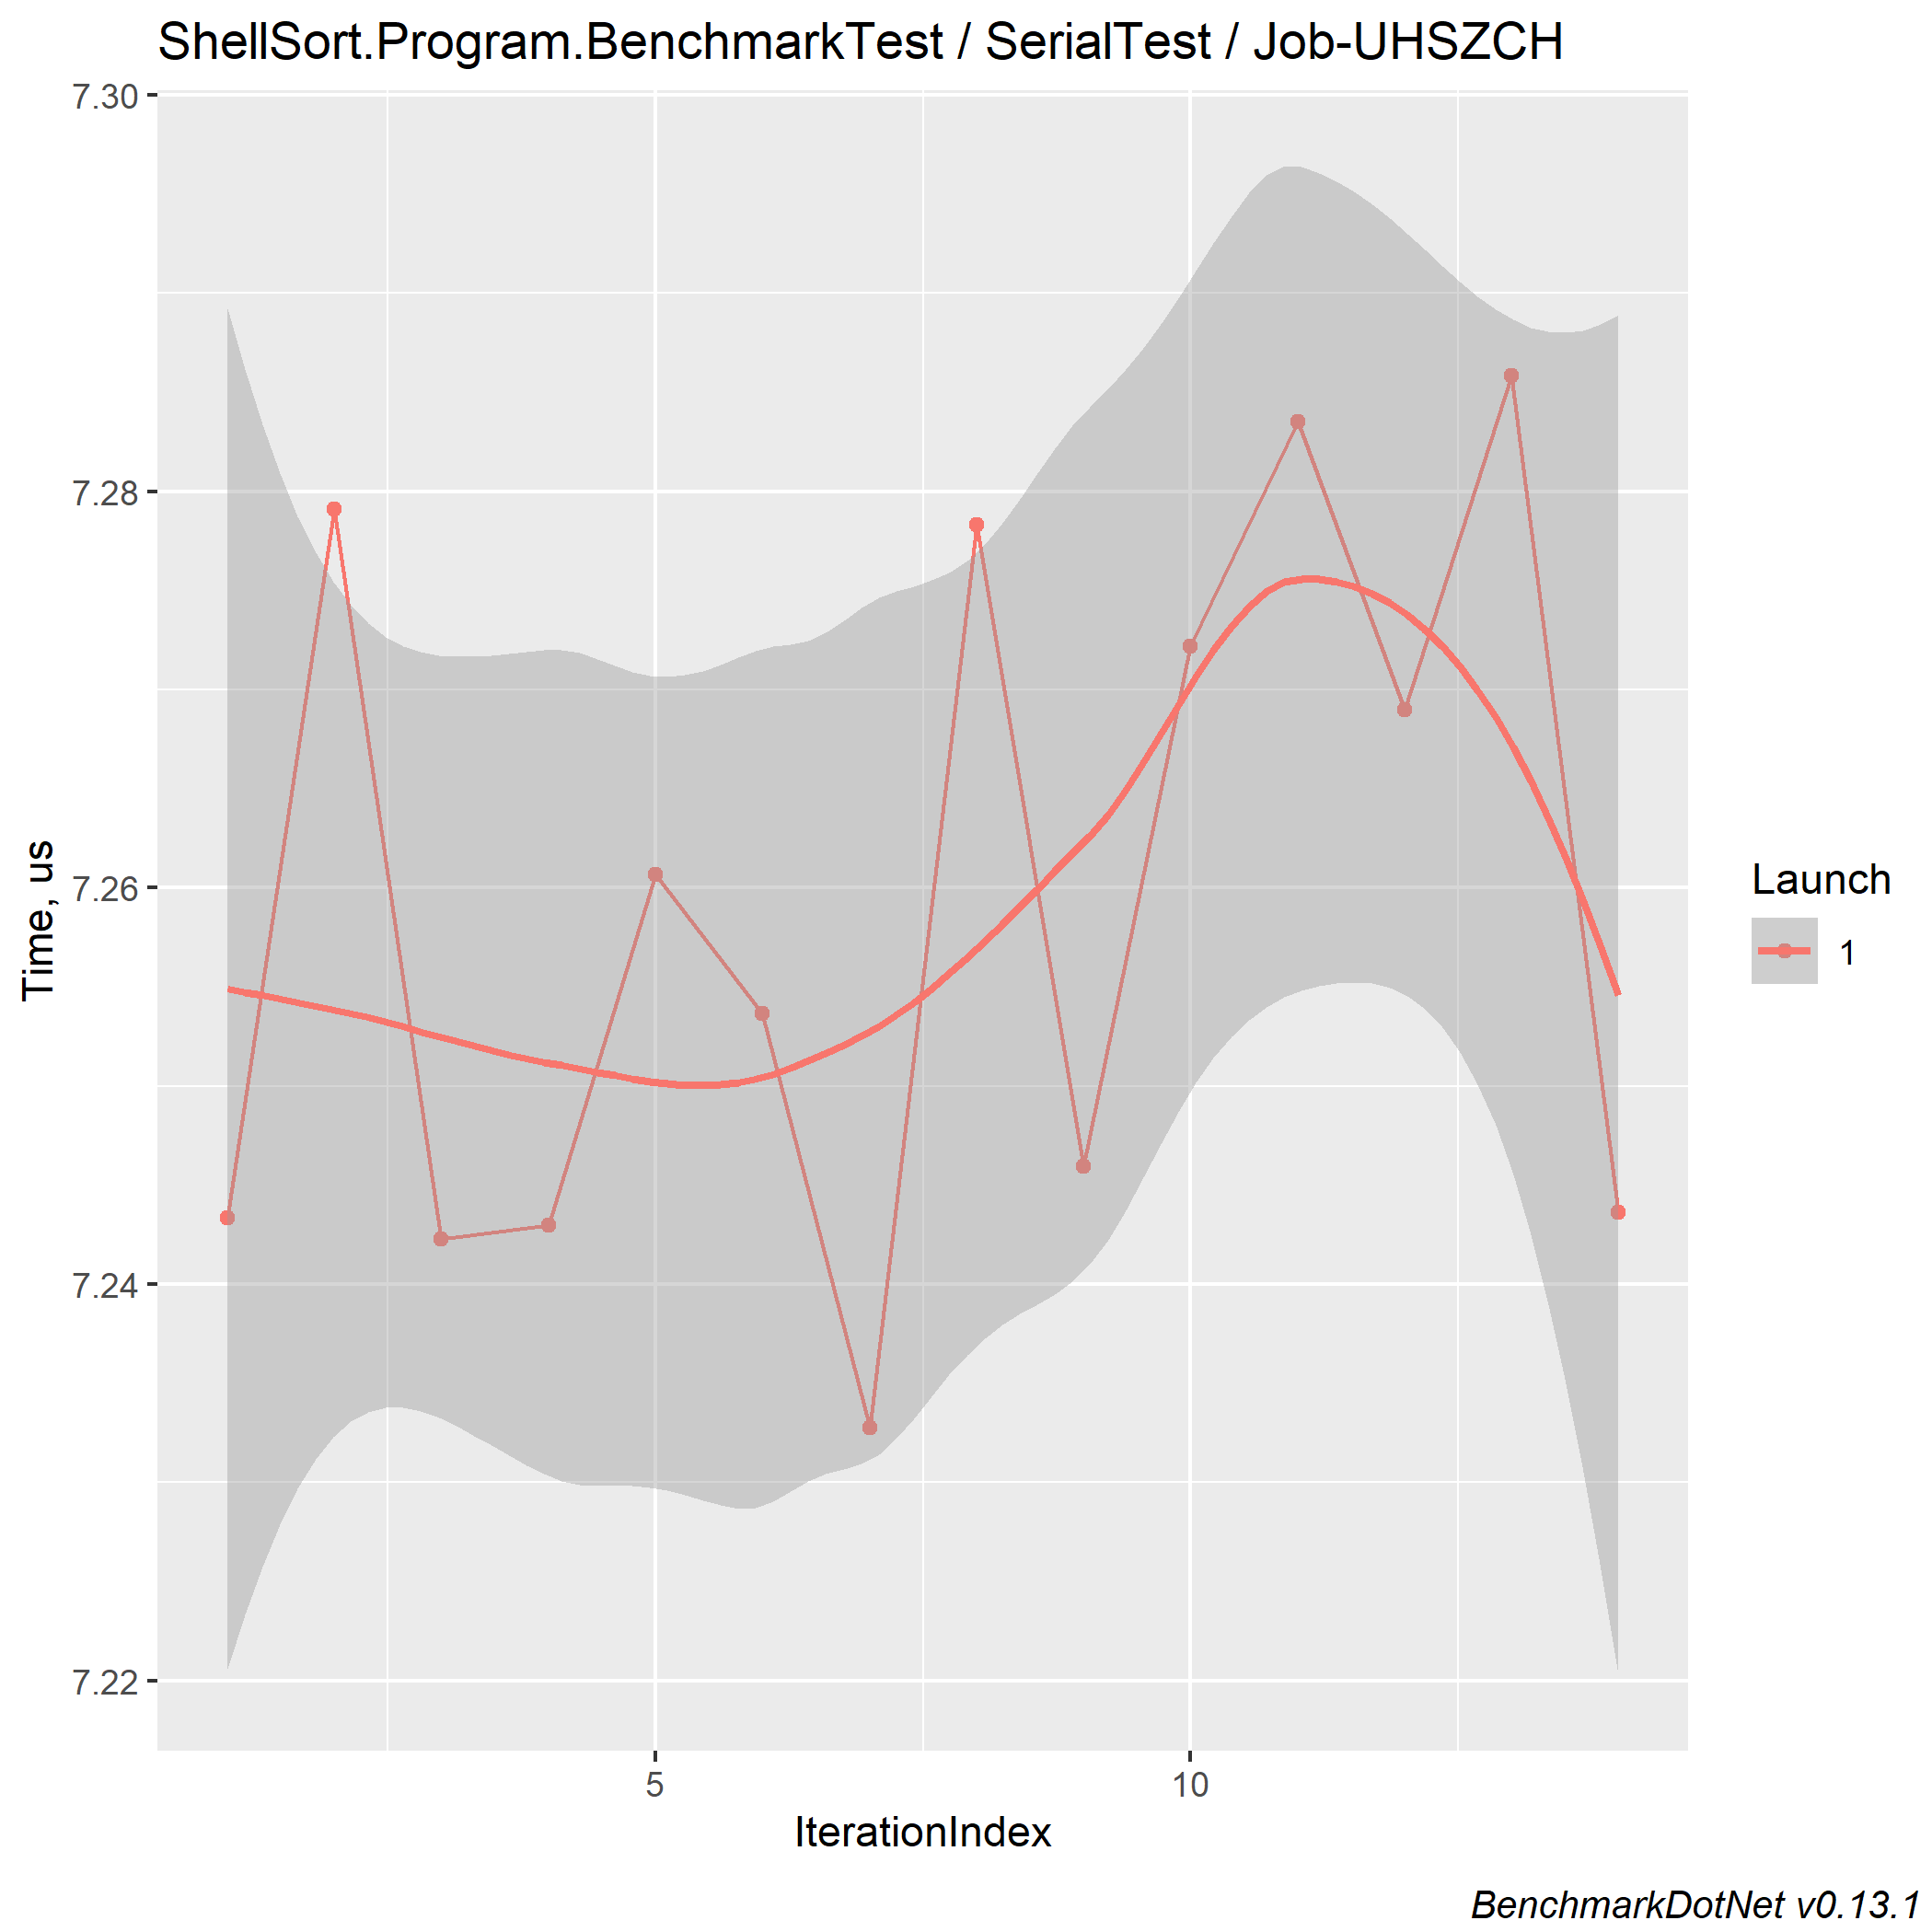 ShellSort.Program.BenchmarkTest / SerialTest / Job-UHSZCH
7.30
7.28
7.26
7.24
7.22
Time, us
5
10
IterationIndex
Launch
1
BenchmarkDotNet v0.13.1